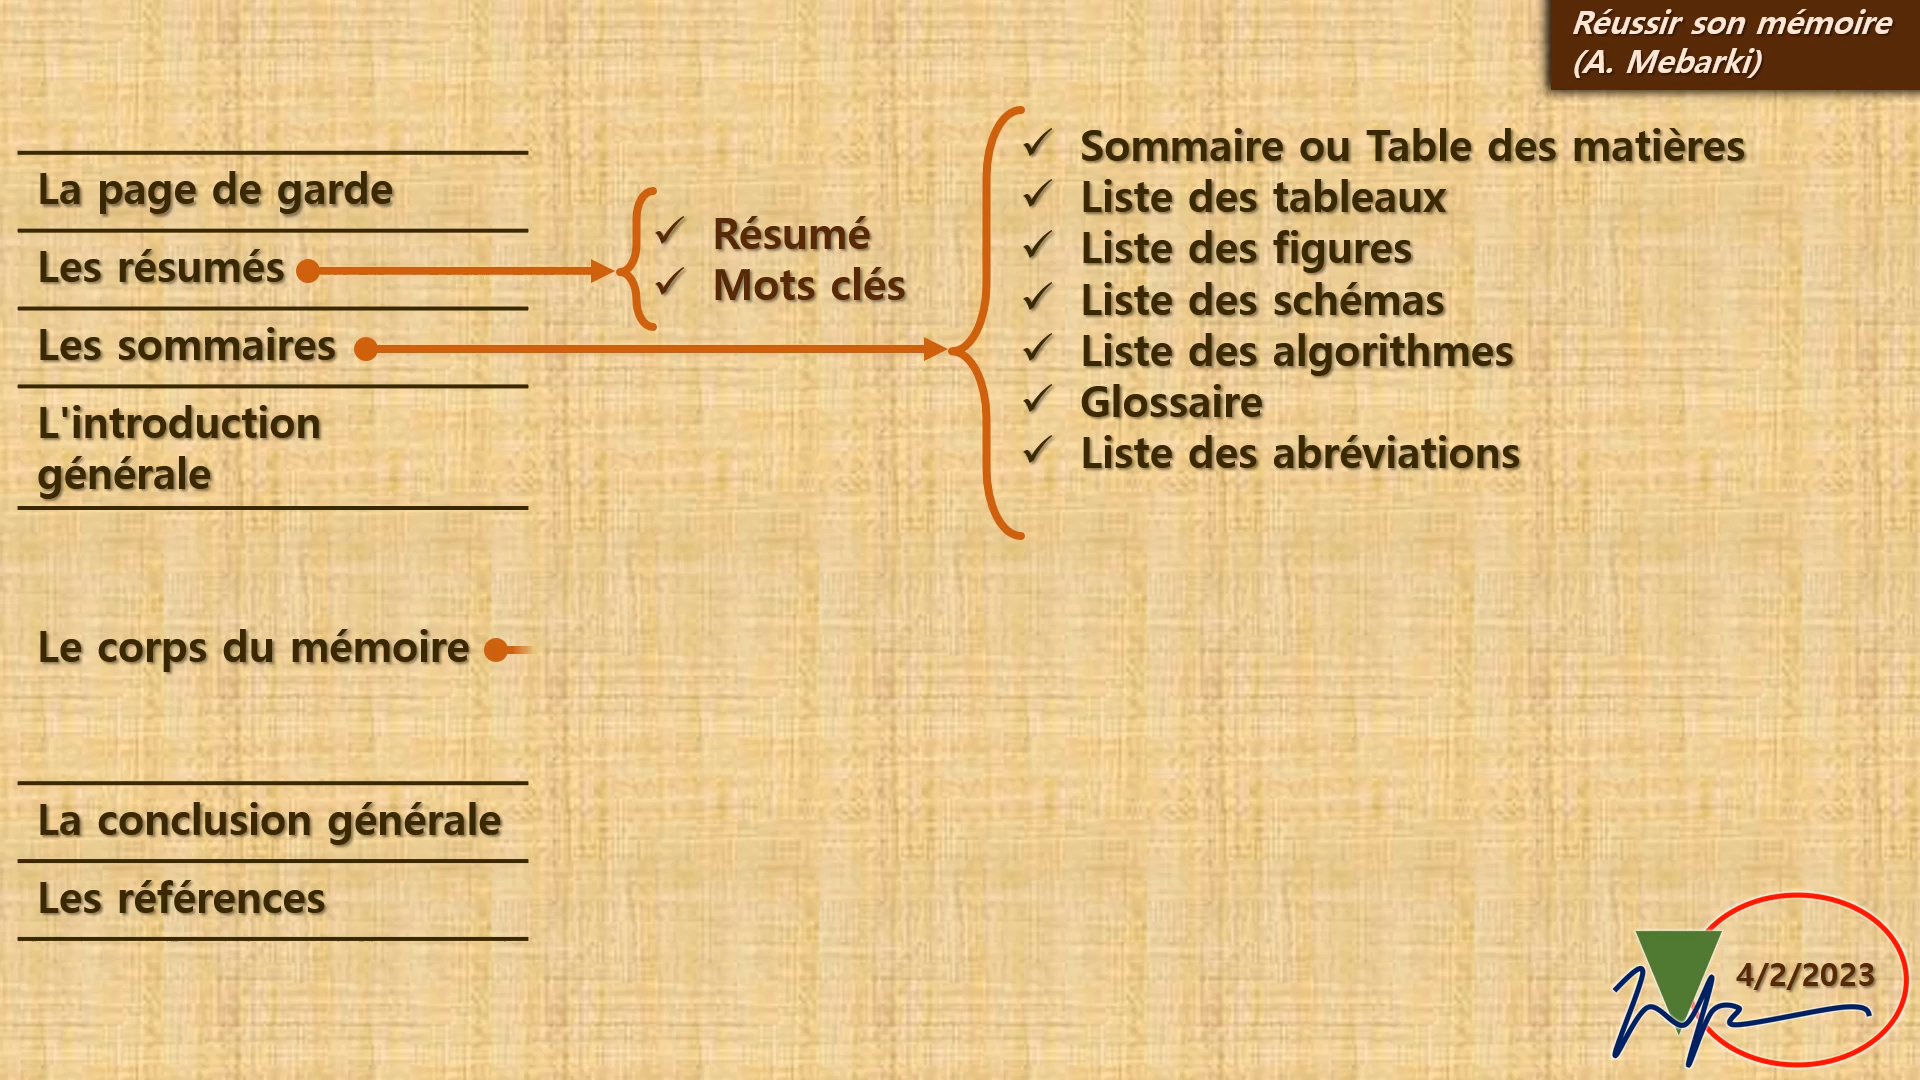 Réussir son mémoire
(A. Mebarki)
La page de garde
Les résumés
Les sommaires
L'introduction
générale
Le corps du mémoire
La conclusion générale
Les références
✓ Résumé
✓ Mots clés
✓ Sommaire ou Table des matières
✓ Liste des tableaux
✓ Liste des figures
✓ Liste des schémas
✓ Liste des algorithmes
✓ Glossaire
✓ Liste des abréviations
4/2/2023